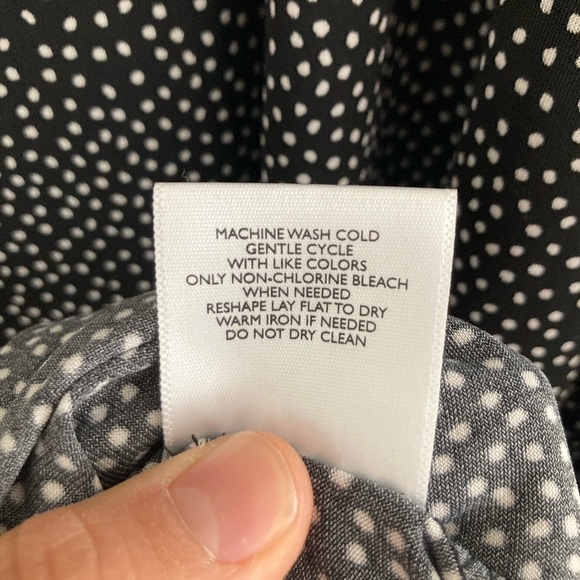 MACHINE WASH COLD
GENTLE CYCLE
WITH LIKE COLORS
ONLY NON-CHLORINE BLEACH
WHEN NEEDED
RESHAPE LAY FLAT TO DRY
WARM IRON IF NEEDED
DO NOT DRY CLEAN